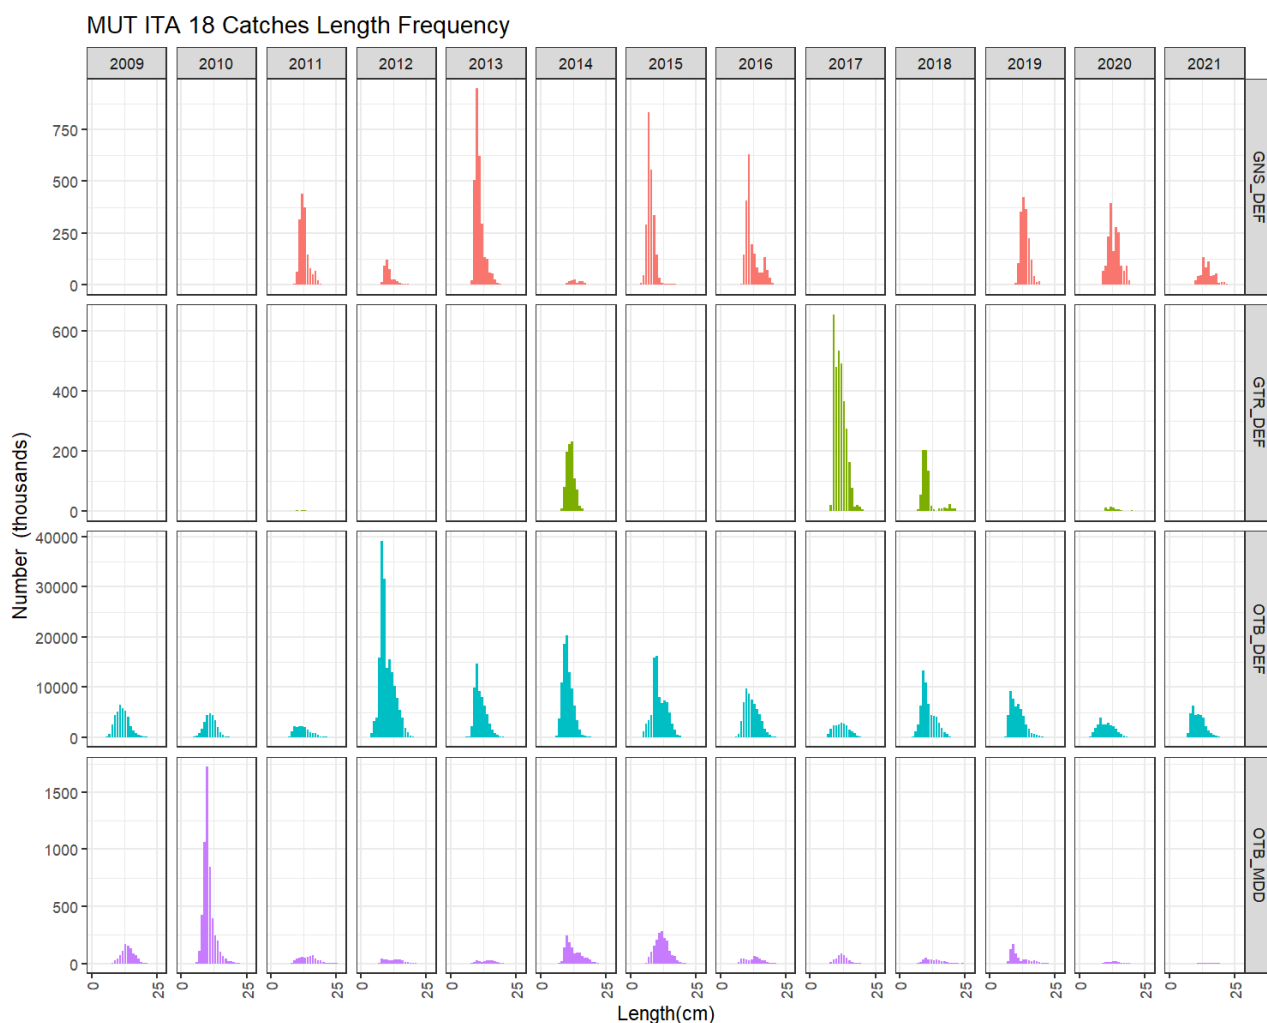 MUT ITA 18 Catches Length Frequency
2009 2010 2011 2012 2013 2014 2015 2016 2017 2018 2019 2020 2021
750
500
250
0
GNS_DEF
600
400
200
0
GTR_DEF
Number (thousands)
40000
30000
20000
10000
0
OTB_DEF
1500
1000
500
0
OTB_MDD
0 25 0 25 0 25 0 25 0 25 0 25 0 25 0 25 0 25 0 25 0 25 0 25 0 25
Length(cm)